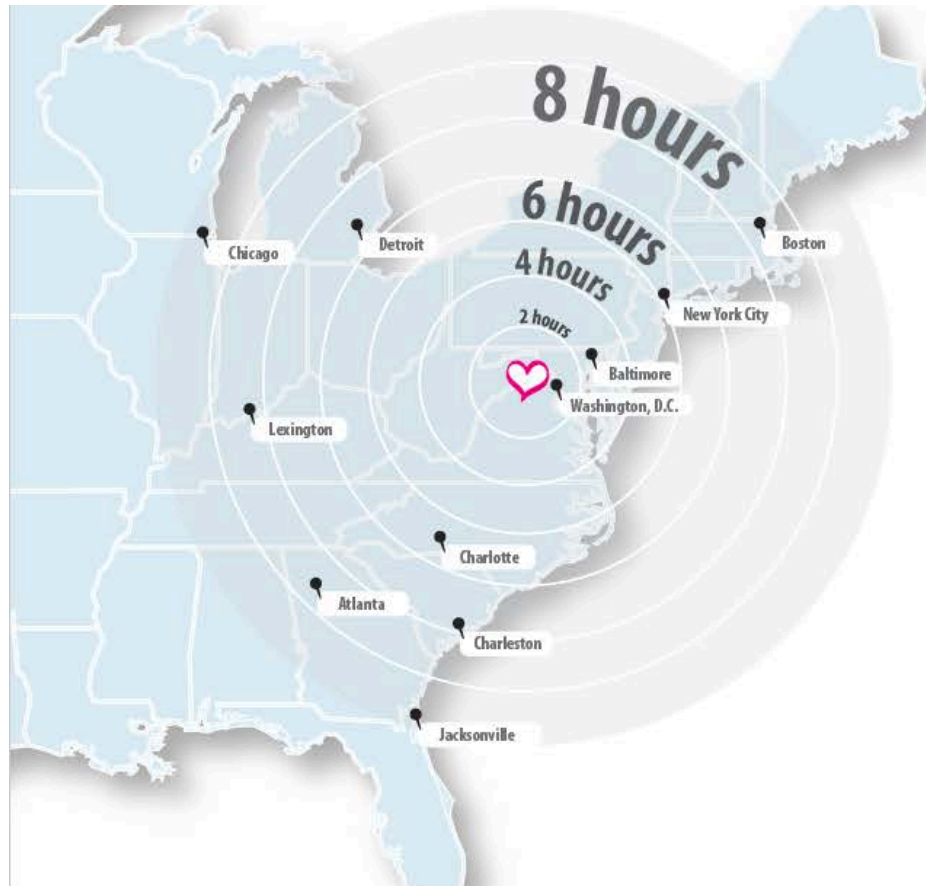 8 hours
6 hours
4 hours
2 hours
Chicago
Detroit
Boston
New York City
Baltimore
Washington, D.C.
Lexington
Charlotte
Atlanta
Charleston
Jacksonville